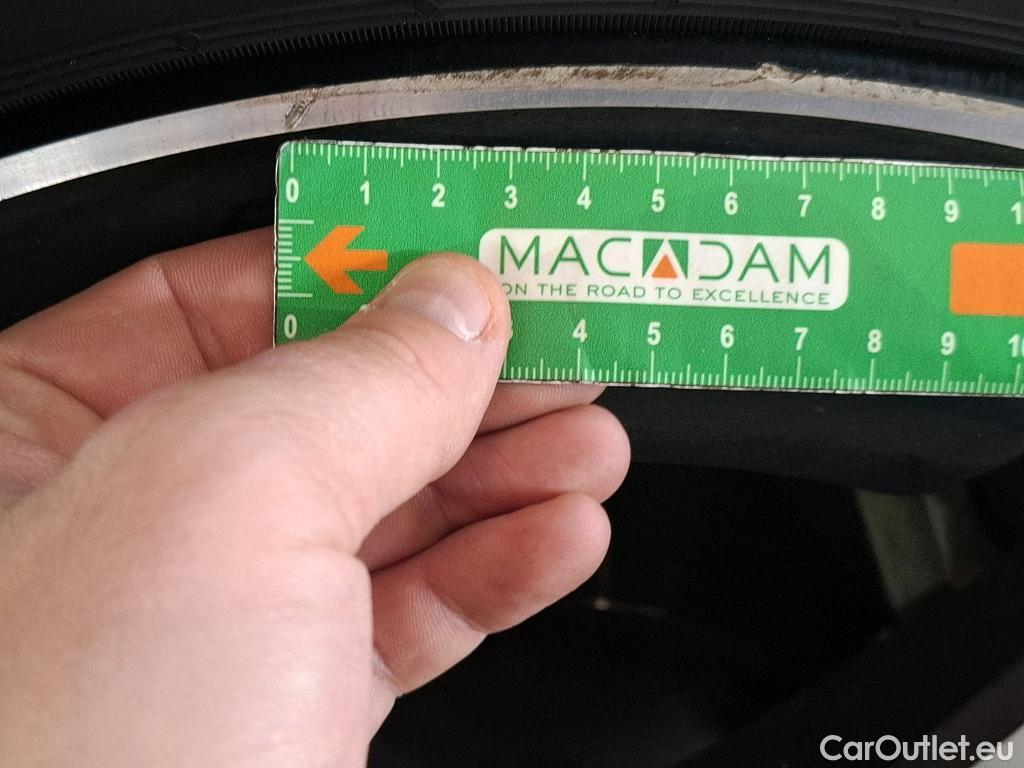 0 1 2 3 4 5 6 7 8 9
MACADAM
ON THE ROAD TO EXCELLENCE
0 4 5 6 7 8 9
CarOutlet.eu